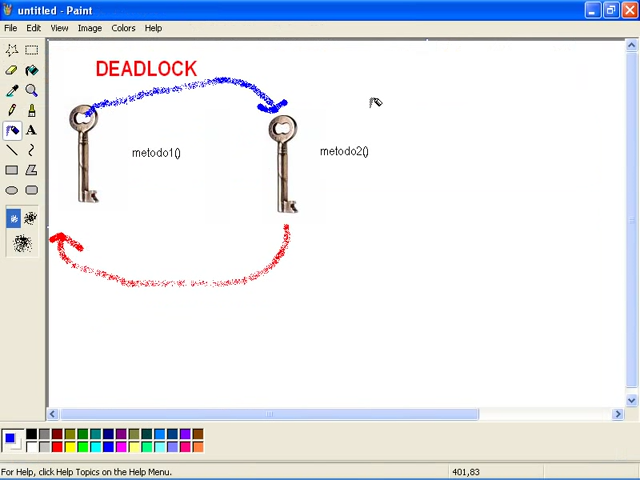 untitled - Paint
File Edit View Image Colors Help
DEADLOCK
A
metodo1()
metodo2()
For Help, click Help Topics on the Help Menu.
401,83